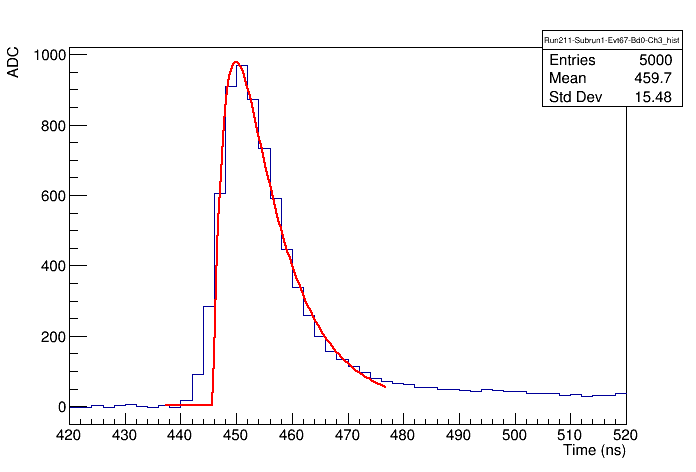 Run211-Subrun1-Evt67-Bd0-Ch3_hist
Entries 5000
Mean 459.7
Std Dev 15.48
ADC
1000
800
600
400
200
0
420 430 440 450 460 470 480 490 500 510 520
Time (ns)